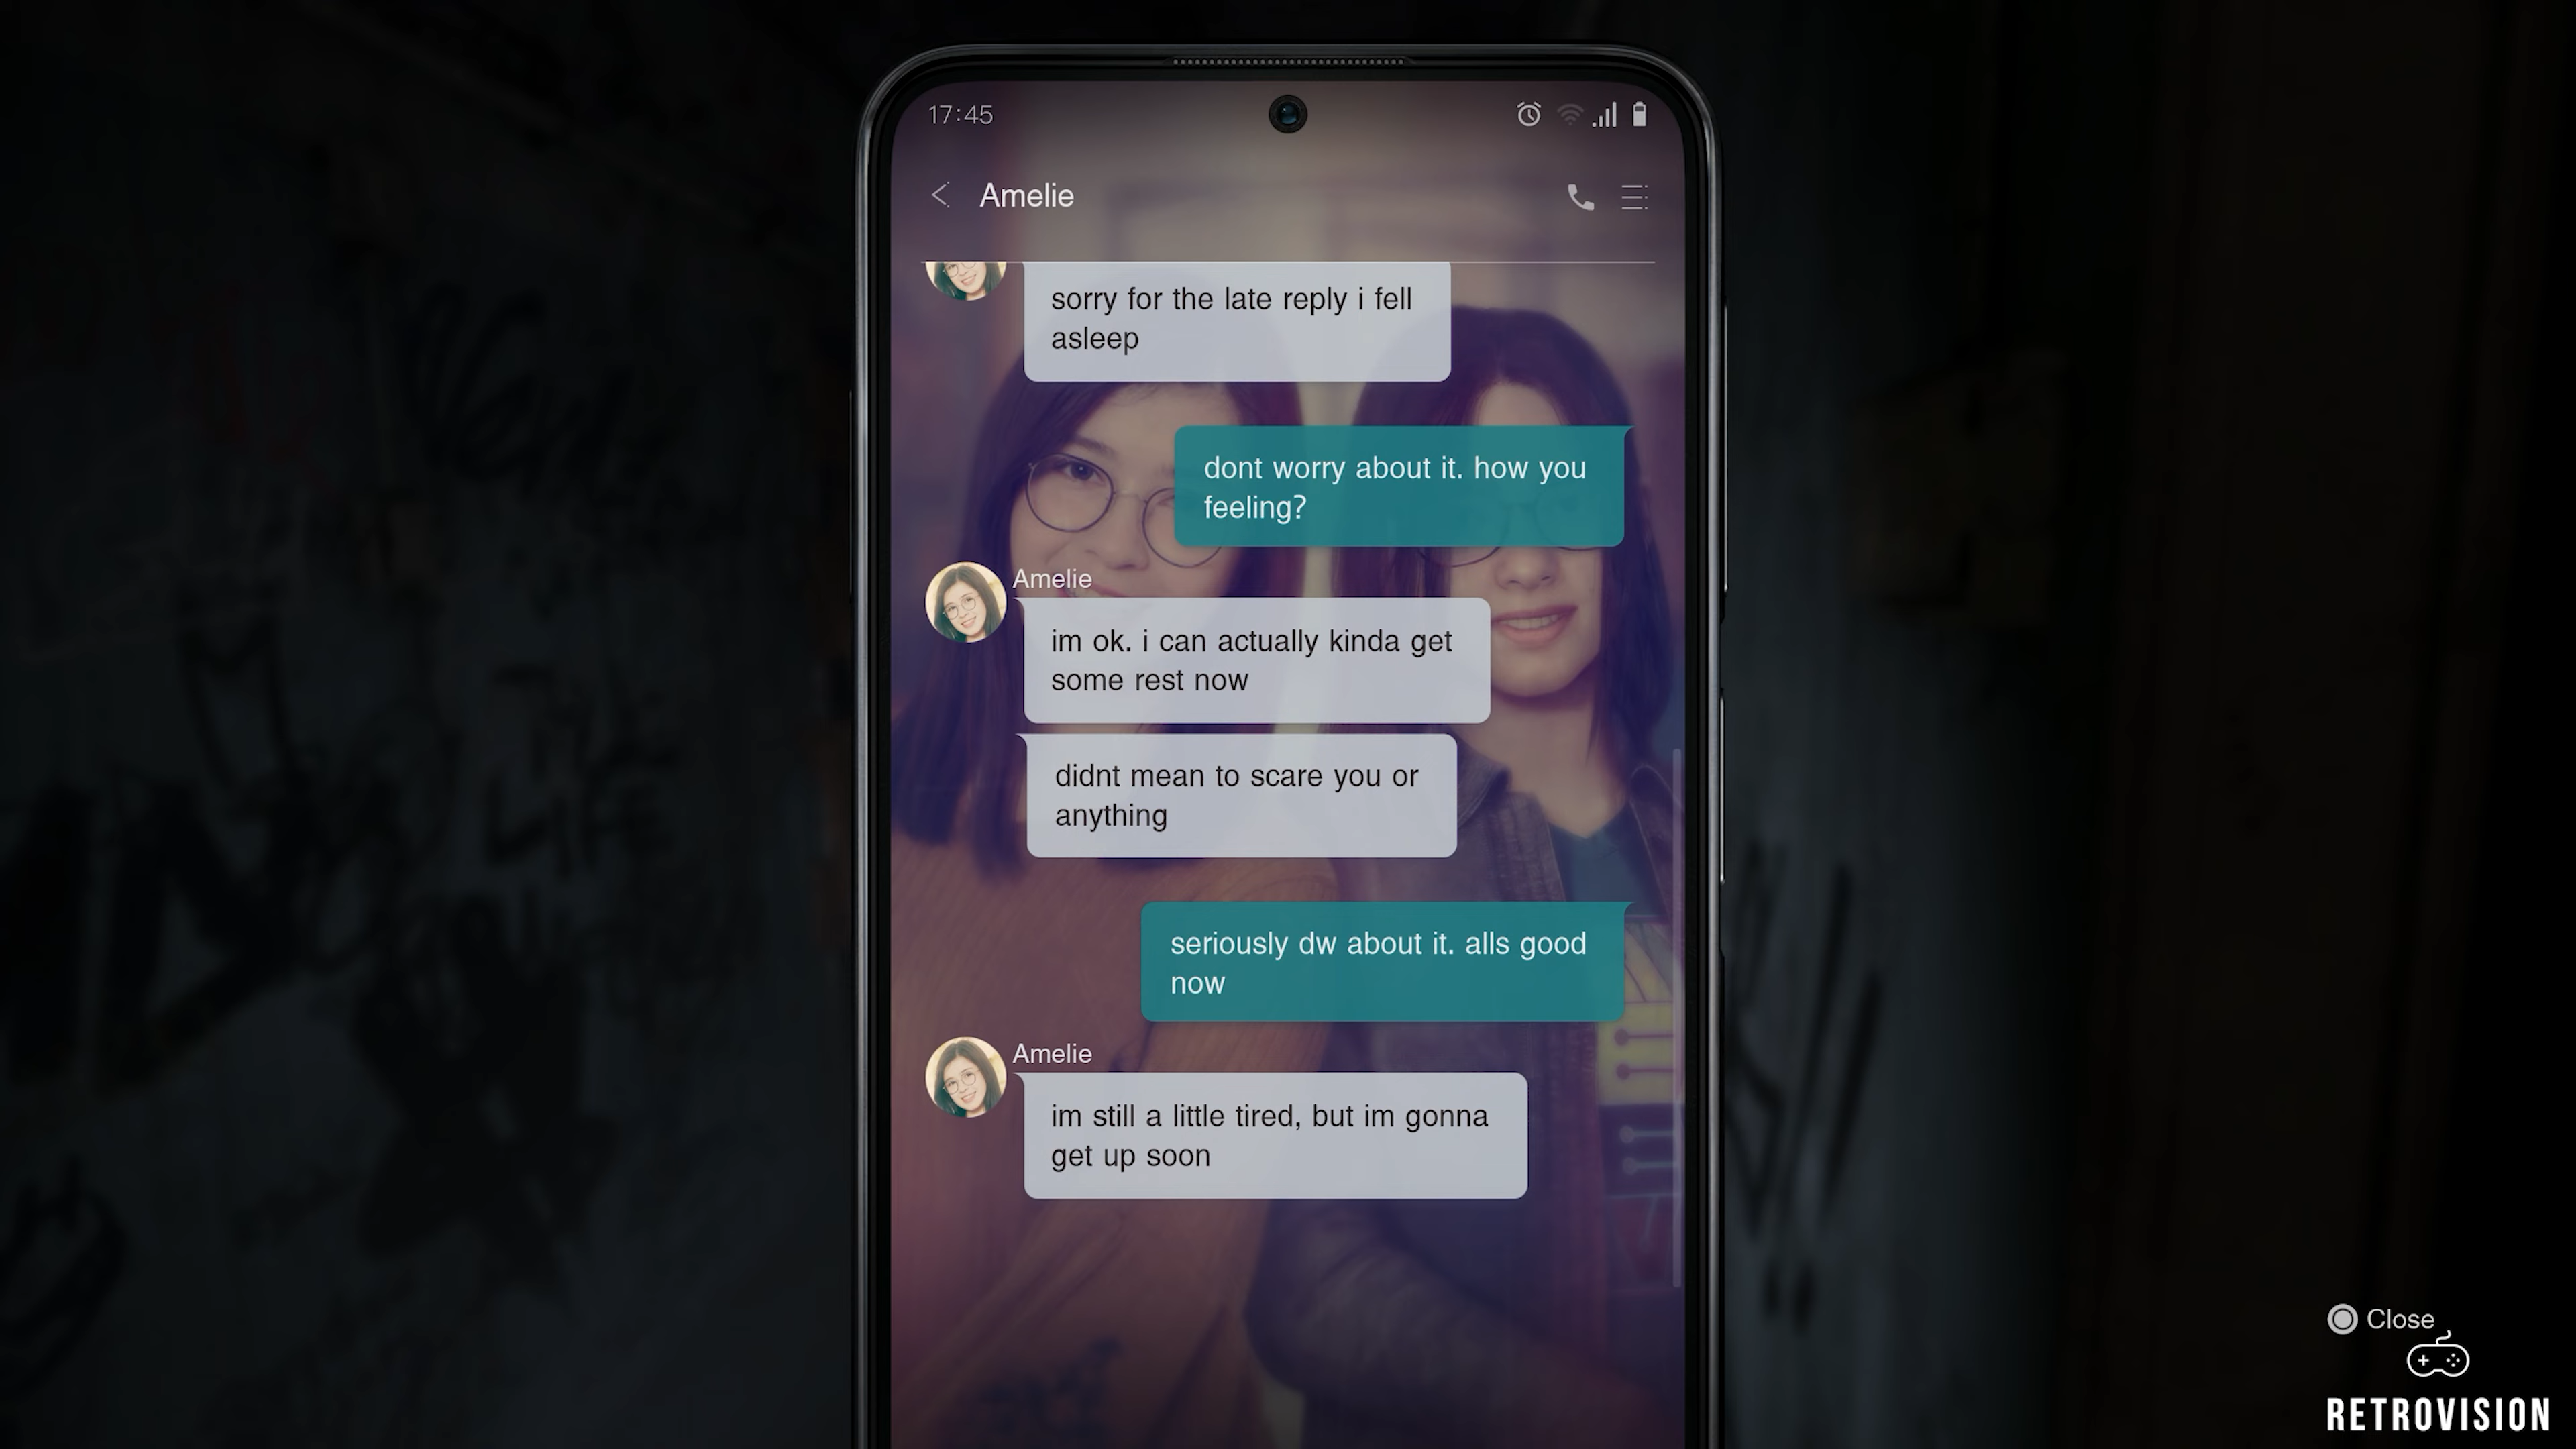 17:45
Amelie
sorry for the late reply i fell
asleep
dont worry about it. how you
feeling?
Amelie
im ok. i can actually kinda get
some rest now
didnt mean to scare you or
anything
seriously dw about it. alls good
now
Amelie
im still a little tired, but im gonna
get up soon
LIFE
Close
RETROVISION